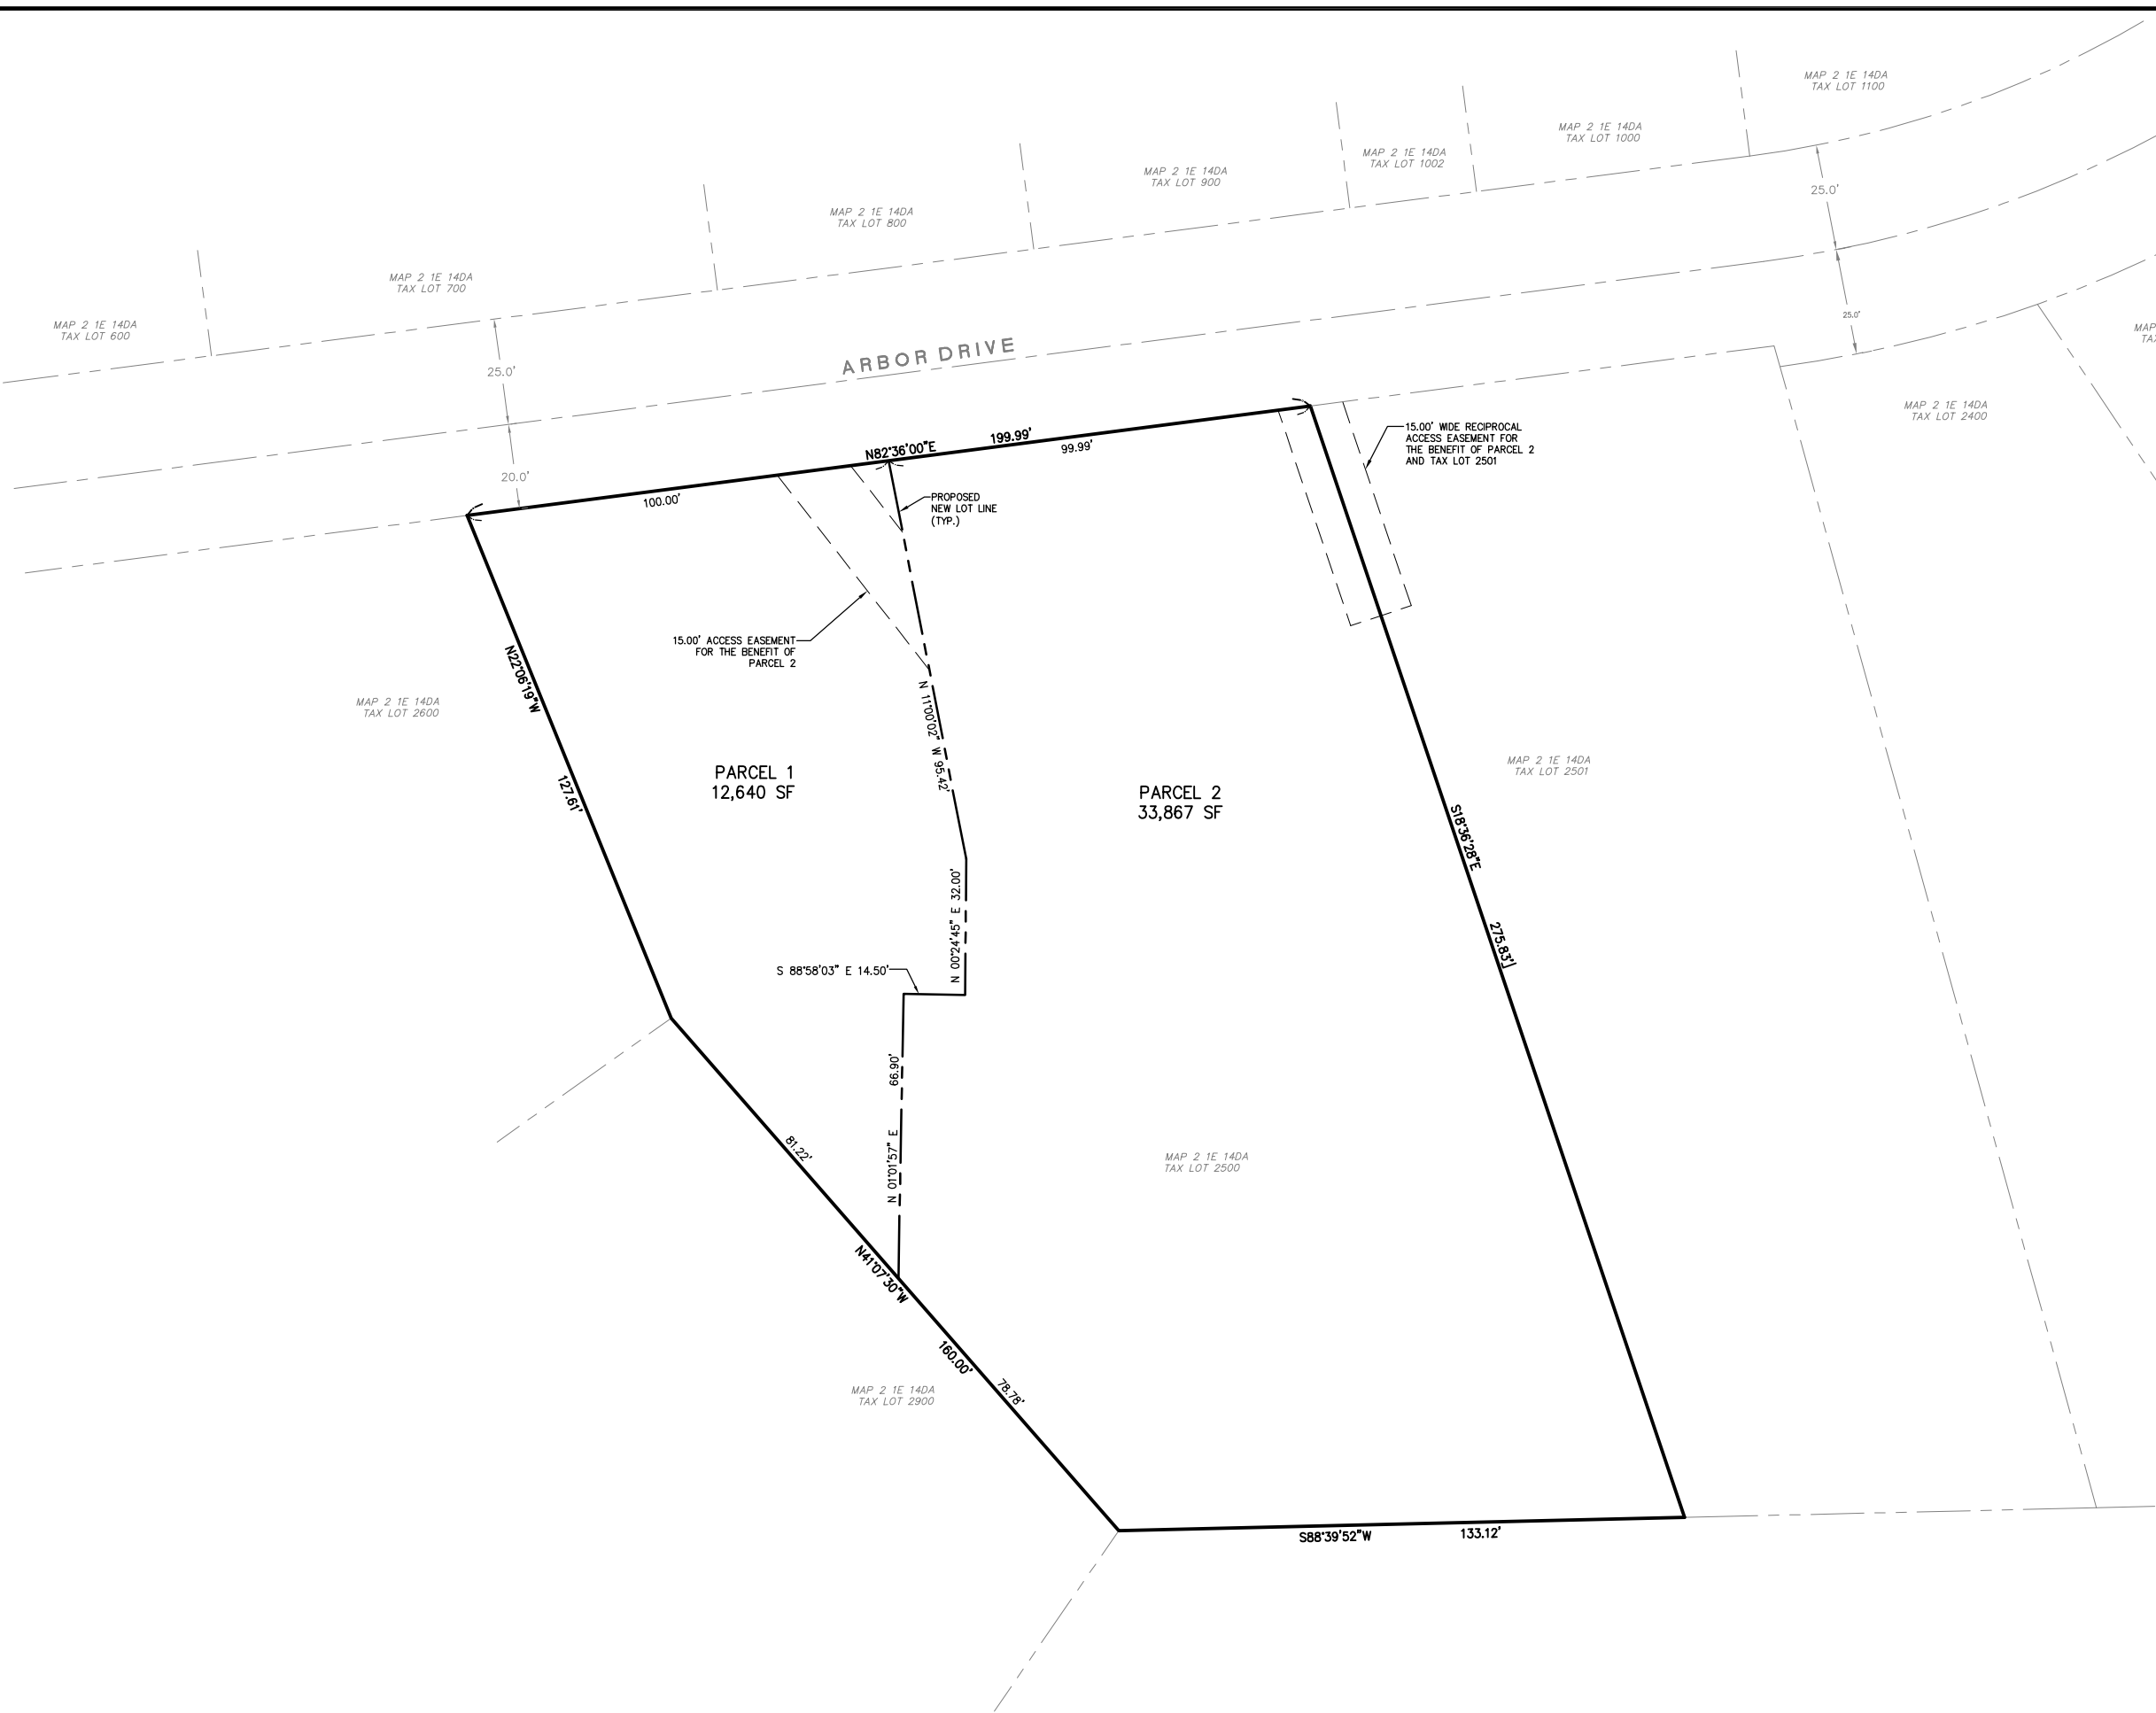 MAP 2 1E 14DA
TAX LOT 1100
MAP 2 1E 14DA
TAX LOT 1000
MAP 2 1E 14DA
TAX LOT 1002
MAP 2 1E 14DA
TAX LOT 900
25.0'
MAP 2 1E 14DA
TAX LOT 800
MAP 2 1E 14DA
TAX LOT 700
MAP 2 1E 14DA
TAX LOT 600
25.0'
MAP
ARBOR DRIVE
25.0'
MAP 2 1E 14DA
TAX LOT 2400
20.0'
N82°36'00"E
199.99'
99.99'
100.00'
15.00' WIDE RECIPROCAL
ACCESS EASEMENT FOR
THE BENEFIT OF PARCEL 2
AND TAX LOT 2501
PROPOSED
NEW LOT LINE
(TYP.)
15.00' ACCESS EASEMENT
FOR THE BENEFIT OF
PARCEL 2
N22°06'19"W
127.61'
MAP 2 1E 14DA
TAX LOT 2600
N 11°00'02" W 95.42'
PARCEL 1
12,640 SF
PARCEL 2
33,867 SF
MAP 2 1E 14DA
TAX LOT 2501
S18°36'28"E
275.83'
N 00°24'45" E 32.00'
S 88°58'03" E 14.50'
66.90'
N 01°01'57" E
81.22'
MAP 2 1E 14DA
TAX LOT 2500
N41°07'30"W
160.00'
78.78'
MAP 2 1E 14DA
TAX LOT 2900
S88°39'52"W
133.12'